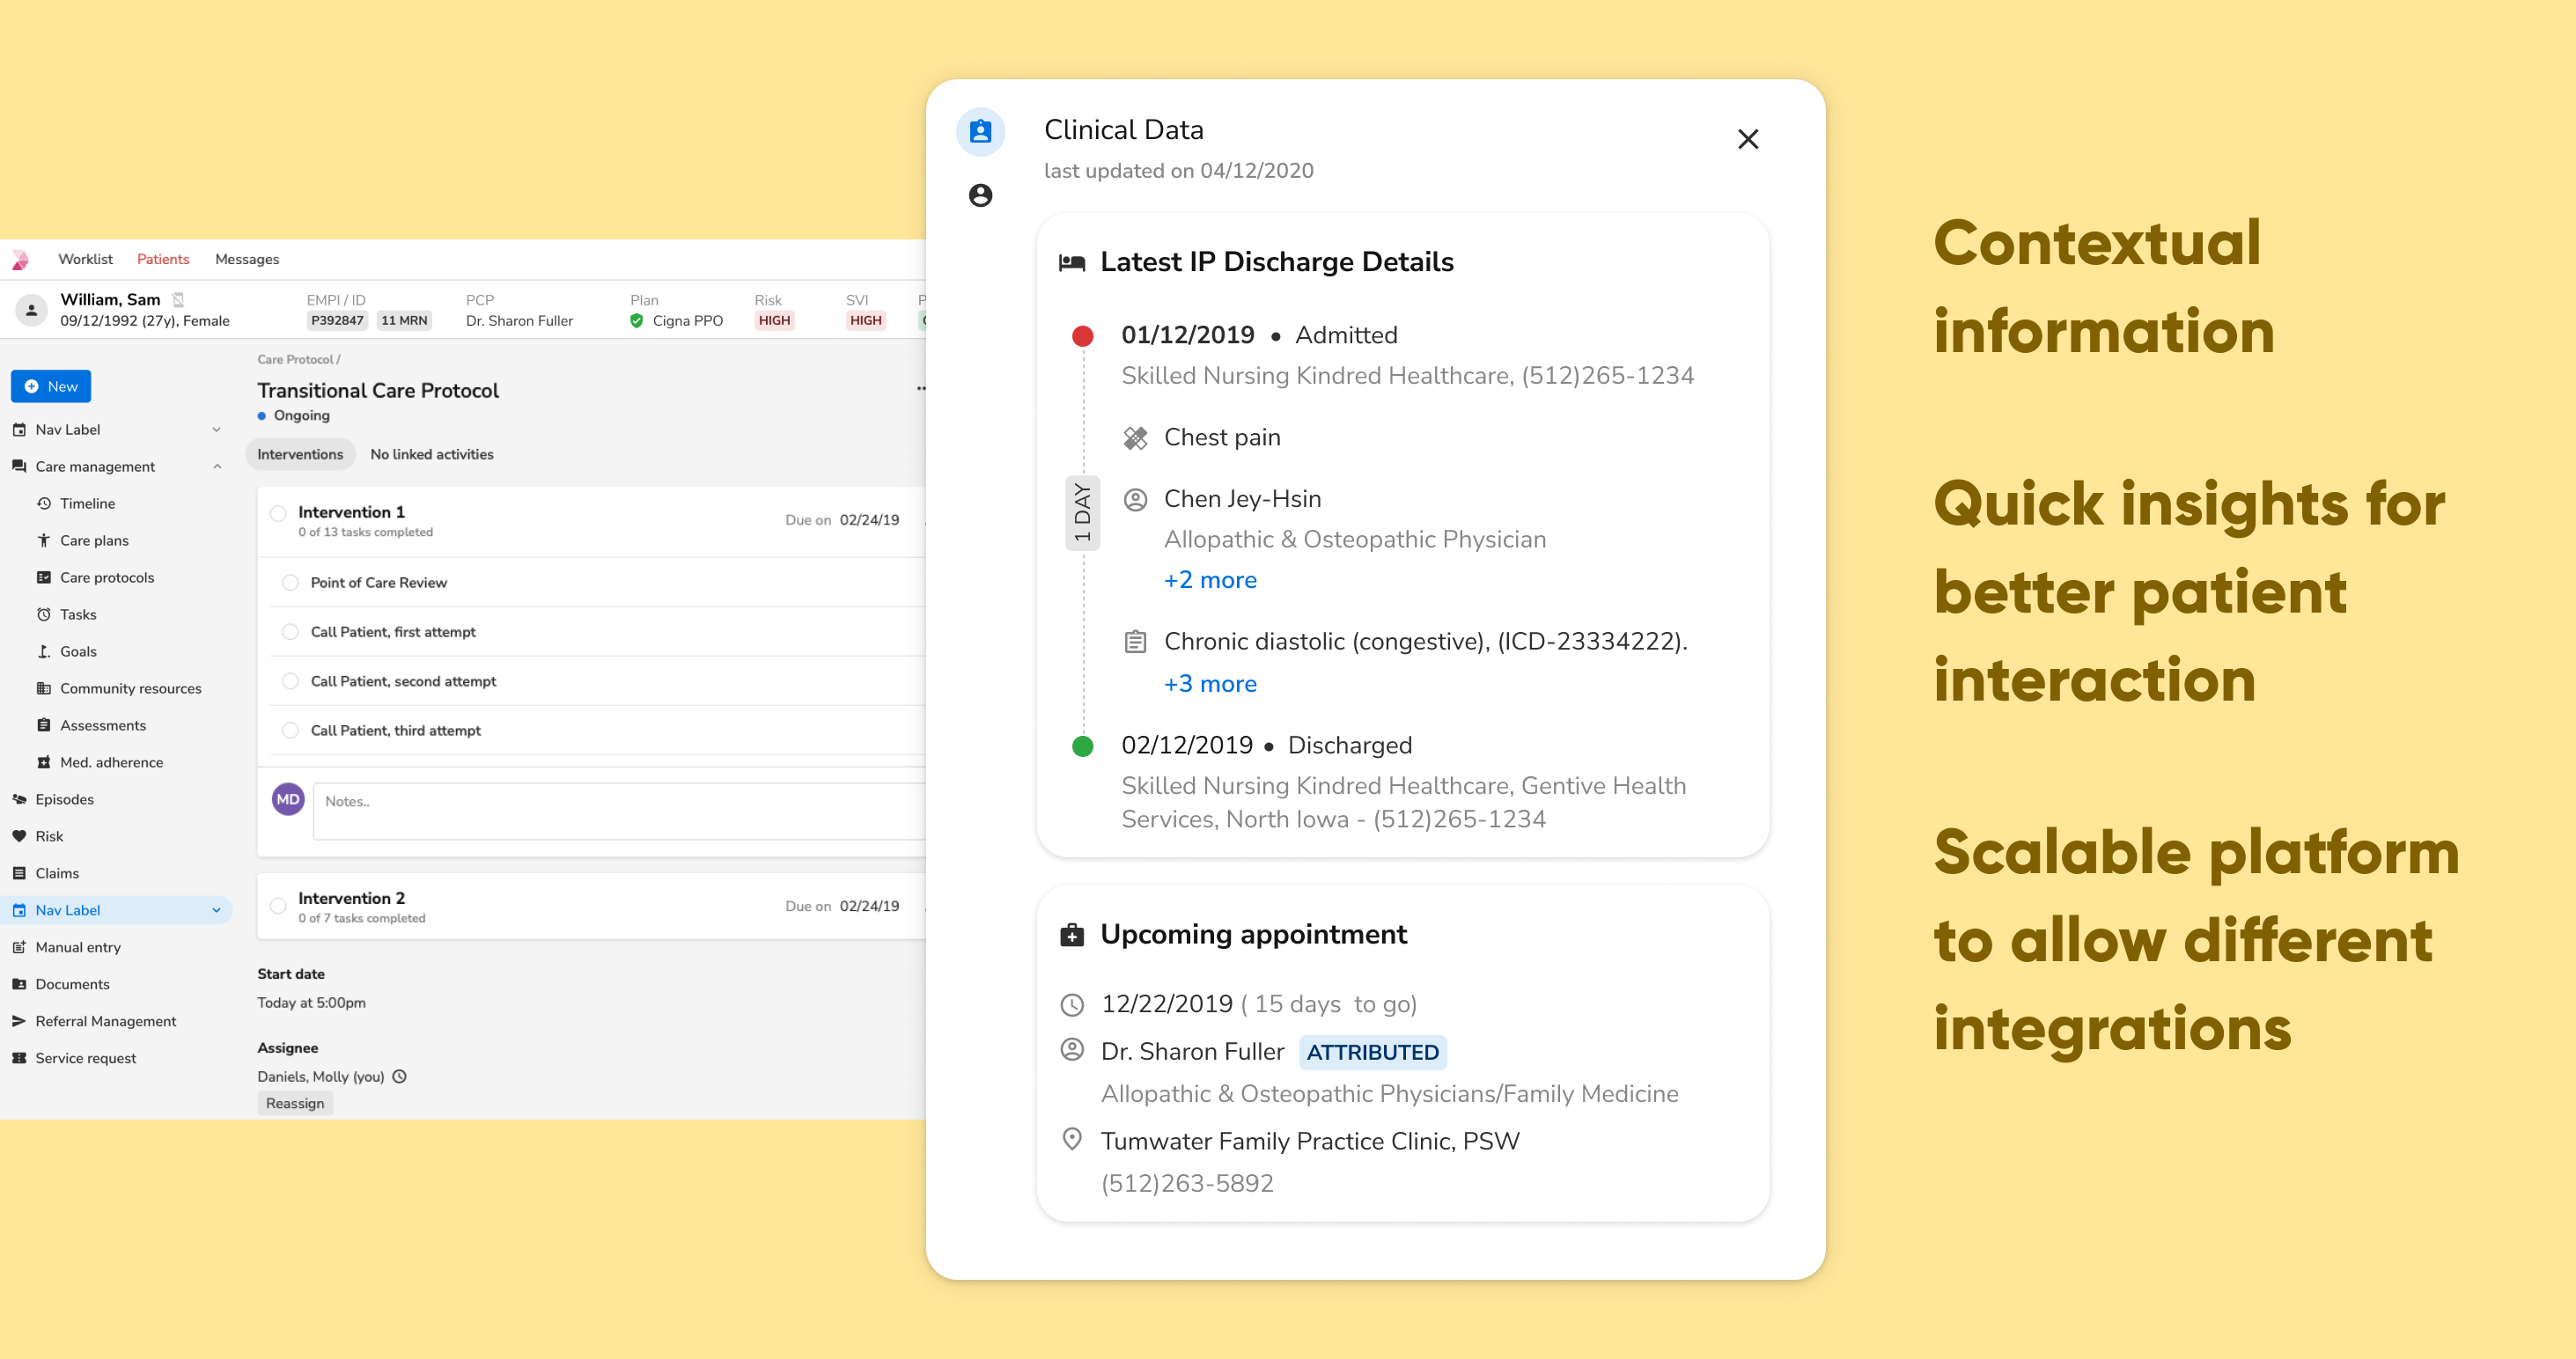 Worklist Patients Messages
William, Sam
09/12/1992 (27y), Female
EMPI / ID
P392847 11 MRN
PCP
Dr. Sharon Fuller
Plan
Cigna PPO
Risk
HIGH
SVI
HIGH
P
New
Nav Label
Care management
Timeline
Care plans
Care protocols
Tasks
Goals
Community resources
Assessments
Med. adherence
Episodes
Risk
Claims
Nav Label
Manual entry
Documents
Referral Management
Service request
Care Protocol /
Transitional Care Protocol
Ongoing
Interventions No linked activities
Intervention 1
0 of 13 tasks completed
Due on 02/24/19
Point of Care Review
Call Patient, first attempt
Call Patient, second attempt
Call Patient, third attempt
MD
Notes..
Intervention 2
0 of 7 tasks completed
Due on 02/24/19
Start date
Today at 5:00pm
Assignee
Daniels, Molly (you)
Reassign
Clinical Data
last updated on 04/12/2020
Latest IP Discharge Details
01/12/2019 • Admitted
Skilled Nursing Kindred Healthcare, (512)265-1234
Chest pain
1 DAY
Chen Jey-Hsin
Allopathic & Osteopathic Physician
+2 more
Chronic diastolic (congestive), (ICD-23334222).
+3 more
02/12/2019 • Discharged
Skilled Nursing Kindred Healthcare, Gentive Health
Services, North Iowa - (512)265-1234
Upcoming appointment
12/22/2019 ( 15 days to go)
Dr. Sharon Fuller ATTRIBUTED
Allopathic & Osteopathic Physicians/Family Medicine
Tumwater Family Practice Clinic, PSW
(512)263-5892
Contextual
information
Quick insights for
better patient
interaction
Scalable platform
to allow different
integrations